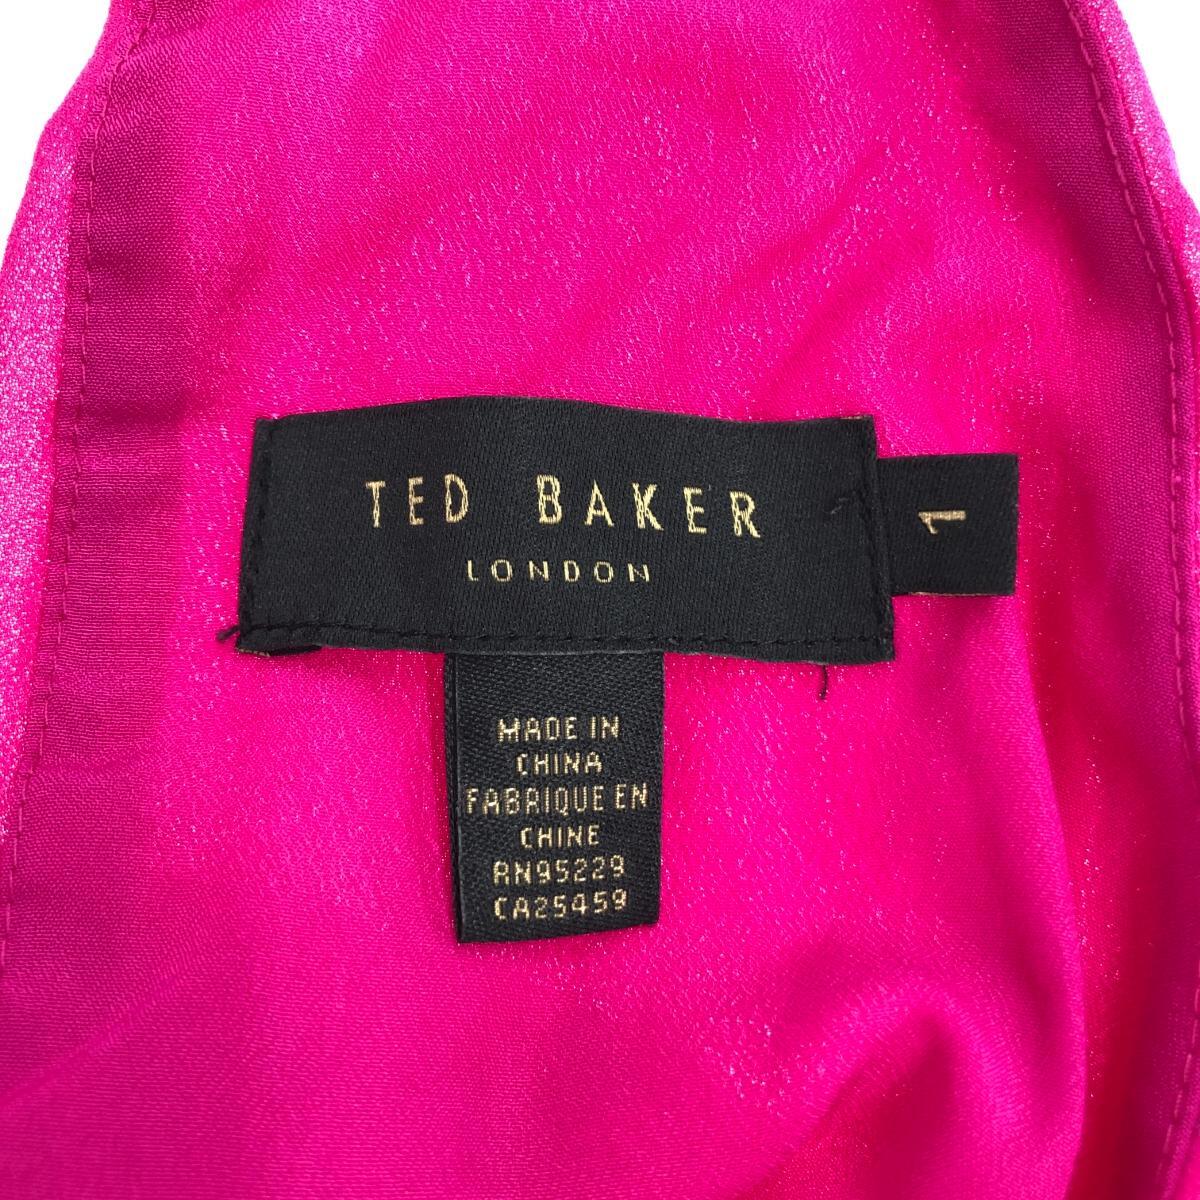 TED BAKER
LONDON
1
MADE IN
CHINA
FABRIQUE EN
CHINE
RN95229
CA25459